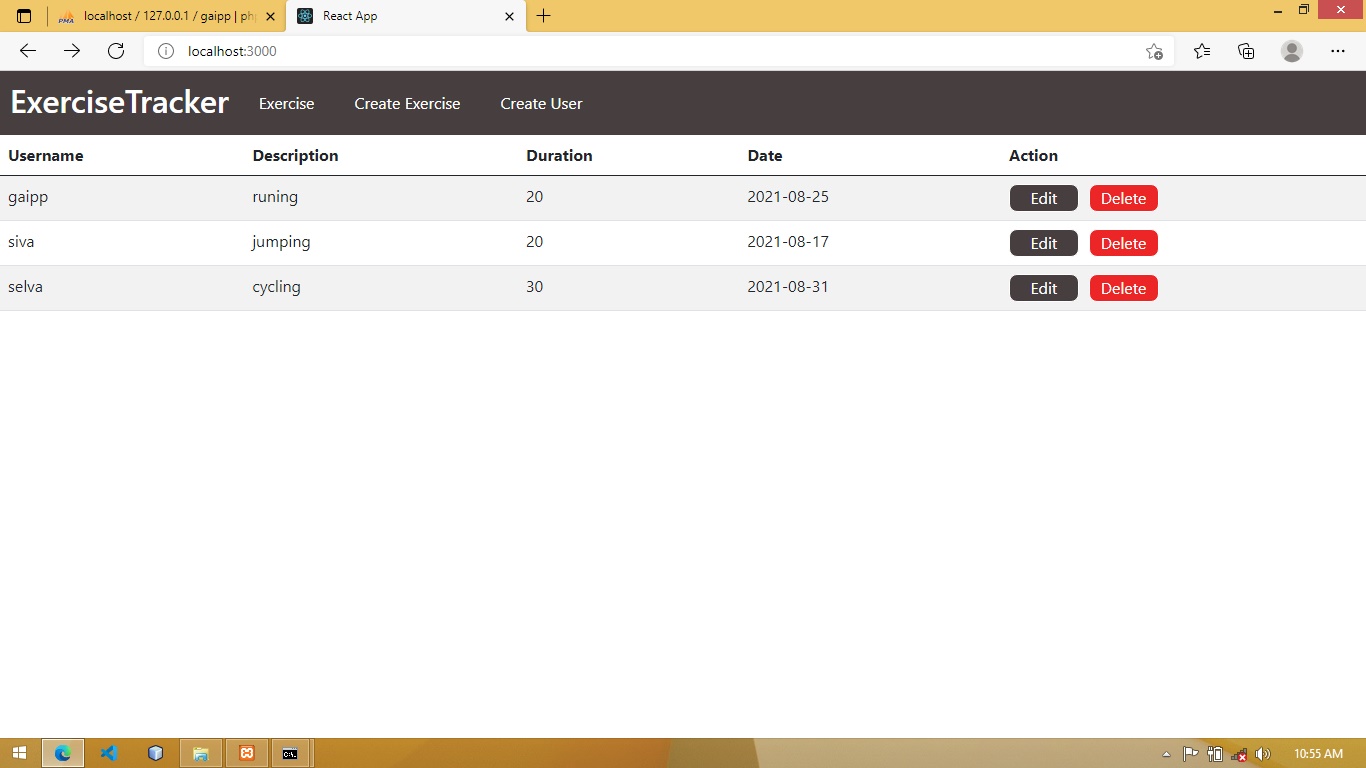 localhost / 127.0.0.1 / gaipp | ph
React App
localhost:3000
ExerciseTracker Exercise Create Exercise Create User
Username Description Duration Date Action
gaipp runing 20 2021-08-25 Edit Delete
siva jumping 20 2021-08-17 Edit Delete
selva cycling 30 2021-08-31 Edit Delete
10:55 AM